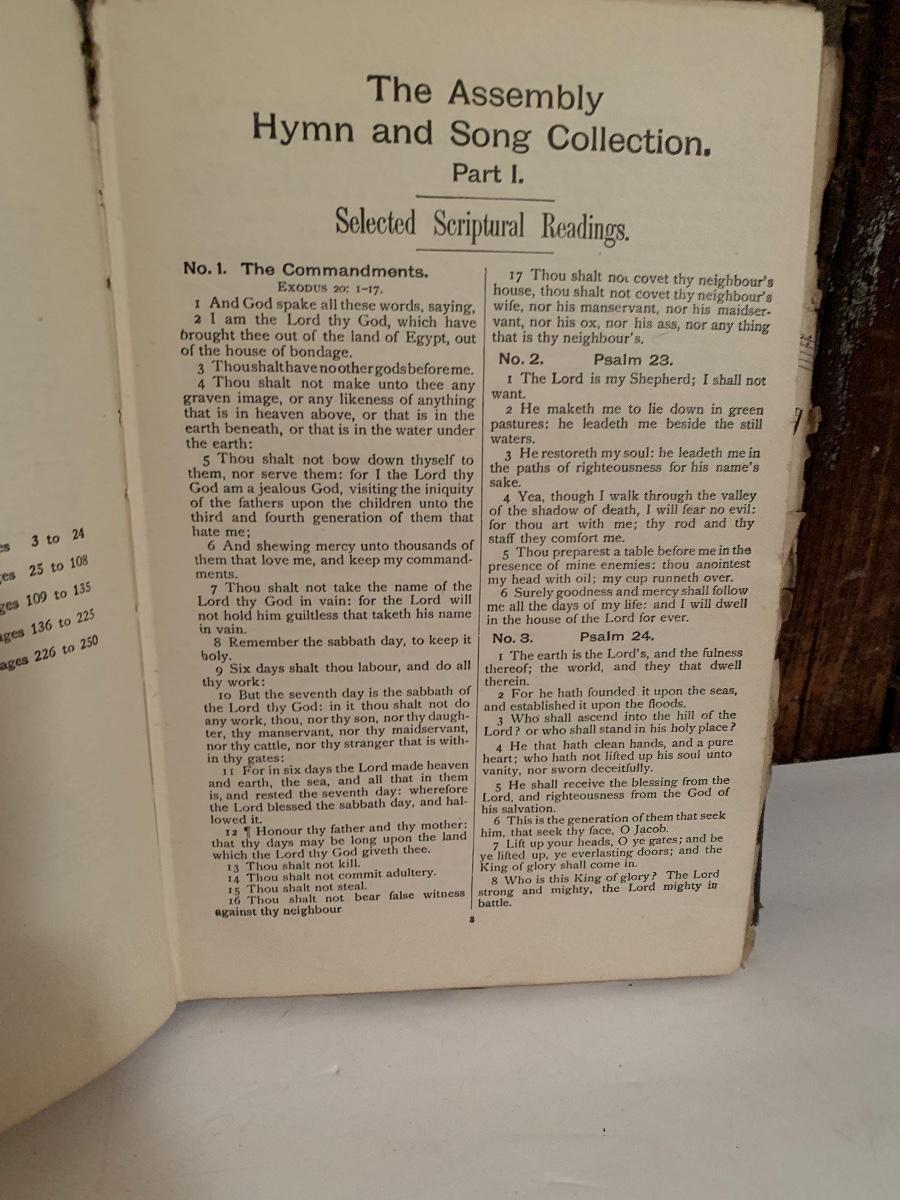 es 3 to 24
es 25 to 108
ges 109 to 135
ages 136 to 225
ages 226 to 250
The Assembly
Hymn and Song Collection.
Part I.
Selected Scriptural Readings.
No. 1. The Commandments.
Exodus 20: 1-17.
1 And God spake all these words, saying,
2 I am the Lord thy God, which have
brought thee out of the land of Egypt, out
of the house of bondage.
3 Thou shalt have no other gods before me.
4 Thou shalt not make unto thee any
graven image, or any likeness of anything
that is in heaven above, or that is in the
earth beneath, or that is in the water under
the earth:
5 Thou shalt not bow down thyself to
them, nor serve them: for I the Lord thy
God am a jealous God, visiting the iniquity
of the fathers upon the children unto the
third and fourth generation of them that
hate me;
6 And shewing mercy unto thousands of
them that love me, and keep my command-
ments.
7 Thou shalt not take the name of the
Lord thy God in vain: for the Lord will
not hold him guiltless that taketh his name
in vain.
8 Remember the sabbath day, to keep it
holy.
9 Six days shalt thou labour, and do all
thy work:
10 But the seventh day is the sabbath of
the Lord thy God: in it thou shalt not do
any work, thou, nor thy son, nor thy daugh-
ter, thy manservant, nor thy maidservant,
nor thy cattle, nor thy stranger that is with-
in thy gates:
11 For in six days the Lord made heaven
and earth, the sea, and all that in them
is, and rested the seventh day: wherefore
the Lord blessed the sabbath day, and hal-
lowed it.
12 ¶ Honour thy father and thy mother:
that thy days may be long upon the land
which the Lord thy God giveth thee.
13 Thou shalt not kill.
14 Thou shalt not commit adultery.
15 Thou shalt not steal.
16 Thou shalt not bear false witness
against thy neighbour
17 Thou shalt not covet thy neighbour's
house, thou shalt not covet thy neighbour's
wife, nor his manservant, nor his maidser-
vant, nor his ox, nor his ass, nor any thing
that is thy neighbour's.
No. 2. Psalm 23.
1 The Lord is my Shepherd; I shall not
want.
2 He maketh me to lie down in green
pastures: he leadeth me beside the still
waters.
3 He restoreth my soul: he leadeth me in
the paths of righteousness for his name's
sake.
4 Yea, though I walk through the valley
of the shadow of death, I will fear no evil:
for thou art with me; thy rod and thy
staff they comfort me.
5 Thou preparest a table before me in the
presence of mine enemies: thou anointest
my head with oil; my cup runneth over.
6 Surely goodness and mercy shall follow
me all the days of my life: and I will dwell
in the house of the Lord for ever.
No. 3. Psalm 24.
1 The earth is the Lord's, and the fulness
thereof; the world, and they that dwell
therein.
2 For he hath founded it upon the seas,
and established it upon the floods.
3 Who shall ascend into the hill of the
Lord? or who shall stand in his holy place?
4 He that hath clean hands, and a pure
heart; who hath not lifted up his soul unto
vanity, nor sworn deceitfully.
5 He shall receive the blessing from the
Lord, and righteousness from the God of
his salvation.
6 This is the generation of them that seek
him, that seek thy face, O Jacob.
7 Lift up your heads, O ye gates; and be
ye lifted up, ye everlasting doors; and the
King of glory shall come in.
8 Who is this King of glory? The Lord
strong and mighty, the Lord mighty in
battle.
3